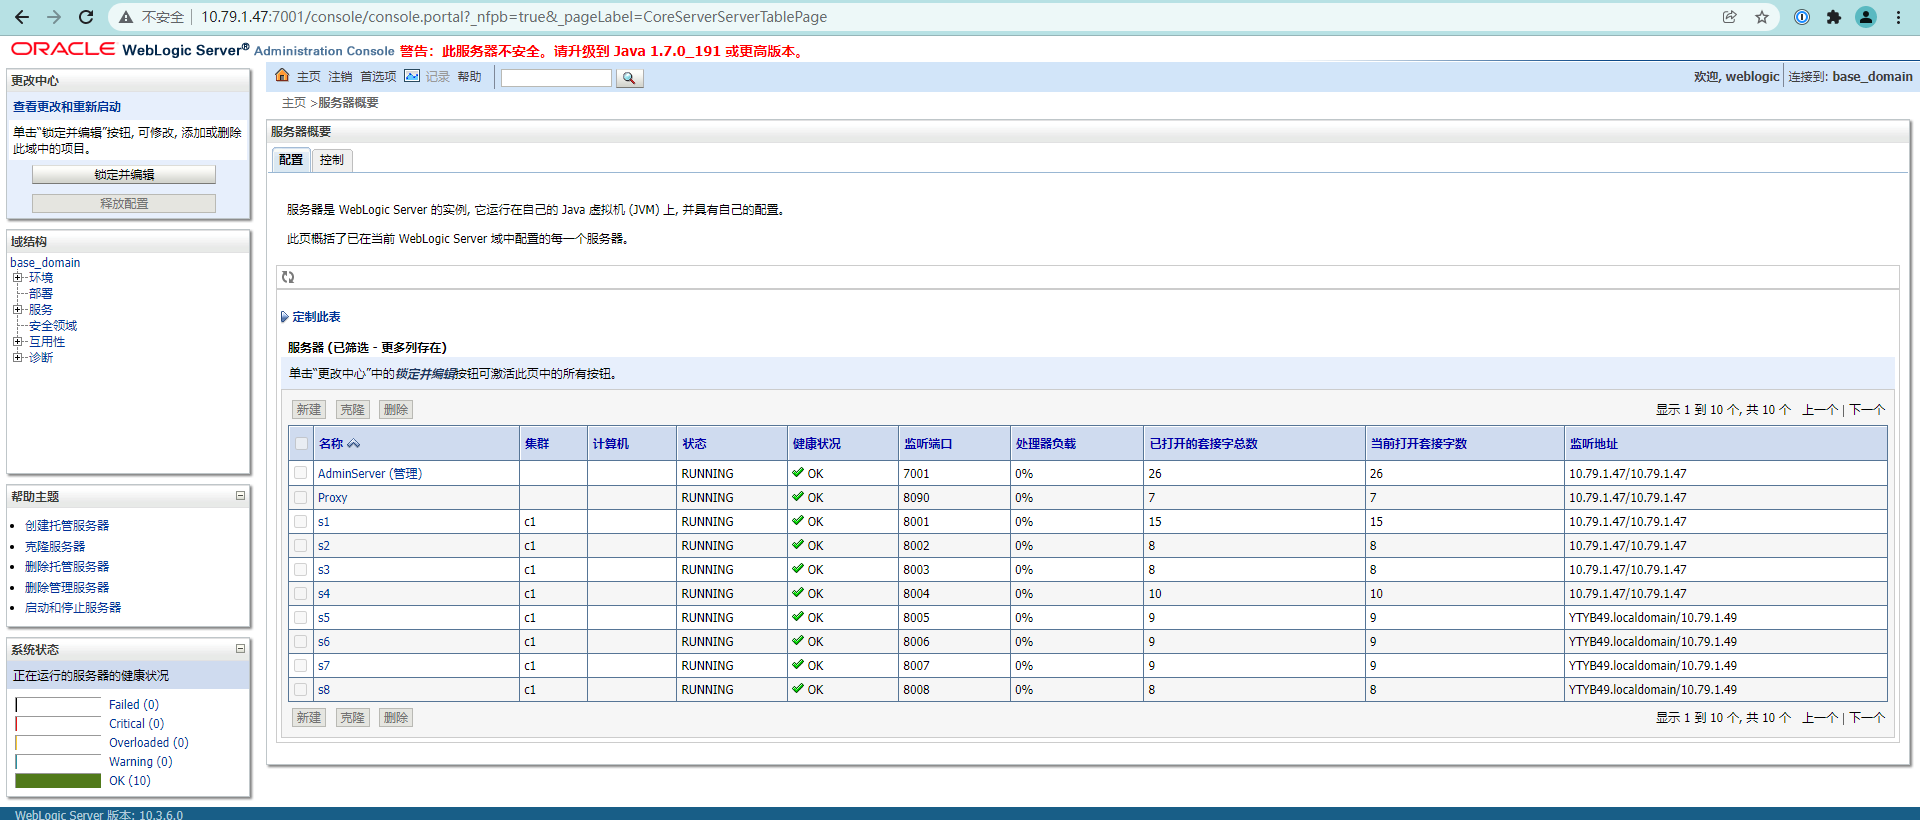 不安全 10.79.1.47:7001/console/console.portal?_nfpb=true&_pageLabel=CoreServerServerTablePage
ORACLE WebLogic Server® Administration Console 警告：此服务器不安全。请升级到 Java 1.7.0_191 或更高版本。
更改中心
查看更改和重新启动
单击“锁定并编辑”按钮, 可修改, 添加或删除
此域中的项目。
锁定并编辑
释放配置
域结构
base_domain
环境
部署
服务
安全领域
互用性
诊断
帮助主题
创建托管服务器
克隆服务器
删除托管服务器
删除管理服务器
启动和停止服务器
系统状态
正在运行的服务器的健康状况
Failed (0)
Critical (0)
Overloaded (0)
Warning (0)
OK (10)
主页 注销 首选项 记录 帮助
欢迎, weblogic 连接到: base_domain
主页 >服务器概要
服务器概要
配置 控制
服务器是 WebLogic Server 的实例, 它运行在自己的 Java 虚拟机 (JVM) 上, 并具有自己的配置。
此页概括了已在当前 WebLogic Server 域中配置的每一个服务器。
定制此表
服务器 (已筛选 - 更多列存在)
单击“更改中心”中的锁定并编辑按钮可激活此页中的所有按钮。
新建 克隆 删除 显示 1 到 10 个, 共 10 个 上一个 | 下一个
名称 集群 计算机 状态 健康状况 监听端口 处理器负载 已打开的套接字总数 当前打开套接字数 监听地址
AdminServer (管理) RUNNING OK 7001 0% 26 26 10.79.1.47/10.79.1.47
Proxy RUNNING OK 8090 0% 7 7 10.79.1.47/10.79.1.47
s1 c1 RUNNING OK 8001 0% 15 15 10.79.1.47/10.79.1.47
s2 c1 RUNNING OK 8002 0% 8 8 10.79.1.47/10.79.1.47
s3 c1 RUNNING OK 8003 0% 8 8 10.79.1.47/10.79.1.47
s4 c1 RUNNING OK 8004 0% 10 10 10.79.1.47/10.79.1.47
s5 c1 RUNNING OK 8005 0% 9 9 YTYB49.localdomain/10.79.1.49
s6 c1 RUNNING OK 8006 0% 9 9 YTYB49.localdomain/10.79.1.49
s7 c1 RUNNING OK 8007 0% 9 9 YTYB49.localdomain/10.79.1.49
s8 c1 RUNNING OK 8008 0% 8 8 YTYB49.localdomain/10.79.1.49
新建 克隆 删除 显示 1 到 10 个, 共 10 个 上一个 | 下一个
WebLogic Server 版本: 10.3.6.0